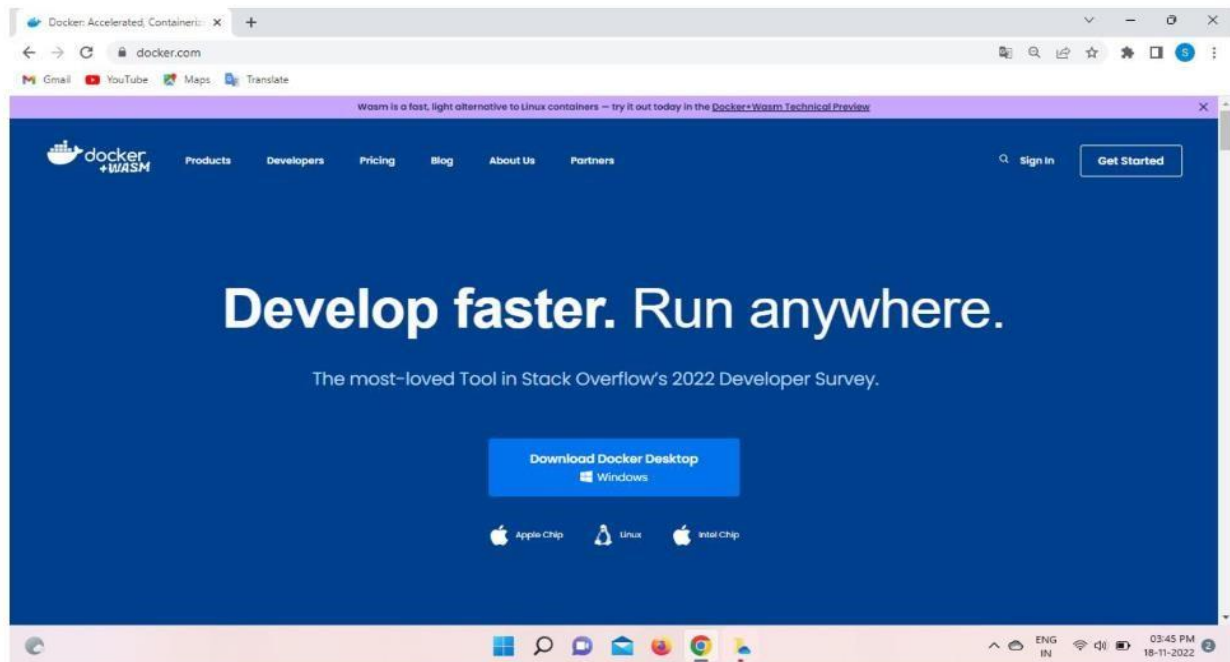 Docker: Accelerated, Containeriz
docker.com
Gmail YouTube Maps Translate
Wasm is a fast, light alternative to Linux containers — try it out today in the Docker+Wasm Technical Preview
docker
+WASM
Products Developers Pricing Blog About Us Partners
Sign In Get Started
Develop faster. Run anywhere.
The most-loved Tool in Stack Overflow's 2022 Developer Survey.
Download Docker Desktop
Windows
Apple Chip Linux Intel Chip
ENG
IN
03:45 PM
18-11-2022
2
S